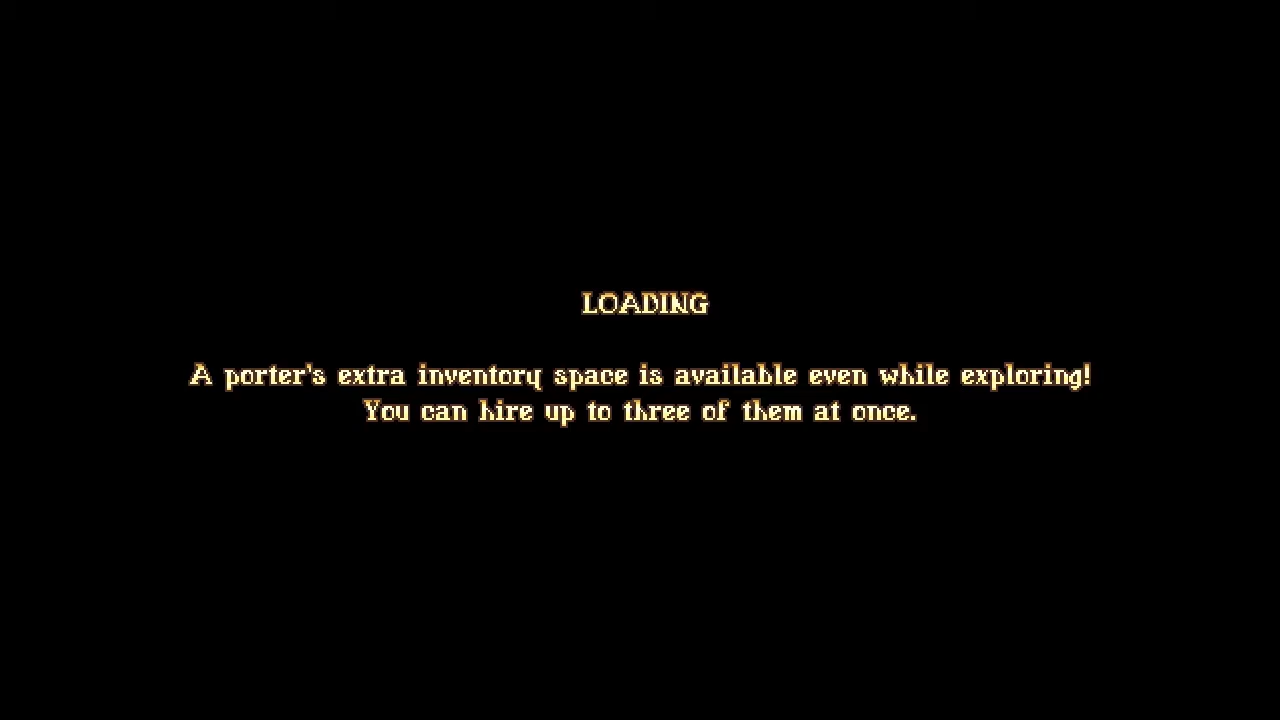 LOADING
A porter's extra inventory space is available even while exploring!
You can hire up to three of them at once.